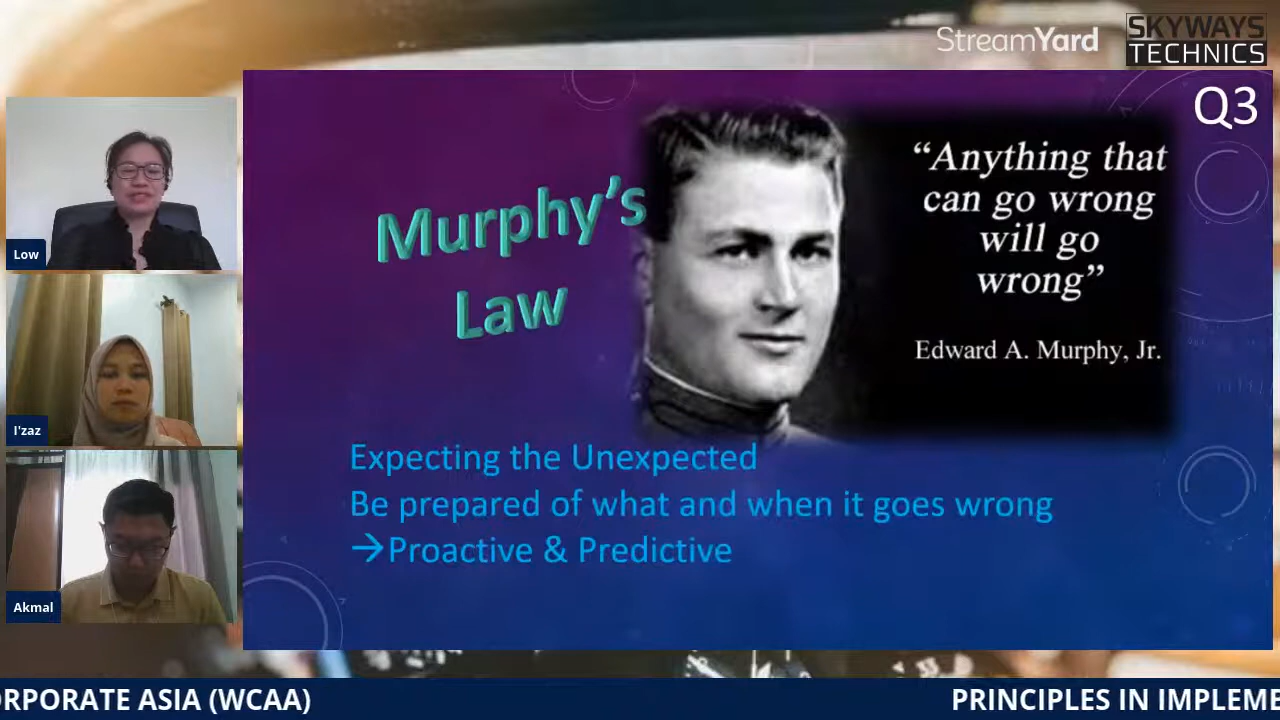 StreamYard
SKYWAYS
TECHNICS
Q3
Murphy's
Law
“Anything that
can go wrong
will go
wrong”
Edward A. Murphy, Jr.
Expecting the Unexpected
Be prepared of what and when it goes wrong
→Proactive & Predictive
Low
I'zaz
Akmal
ORPORATE ASIA (WCAA)
PRINCIPLES IN IMPLEME